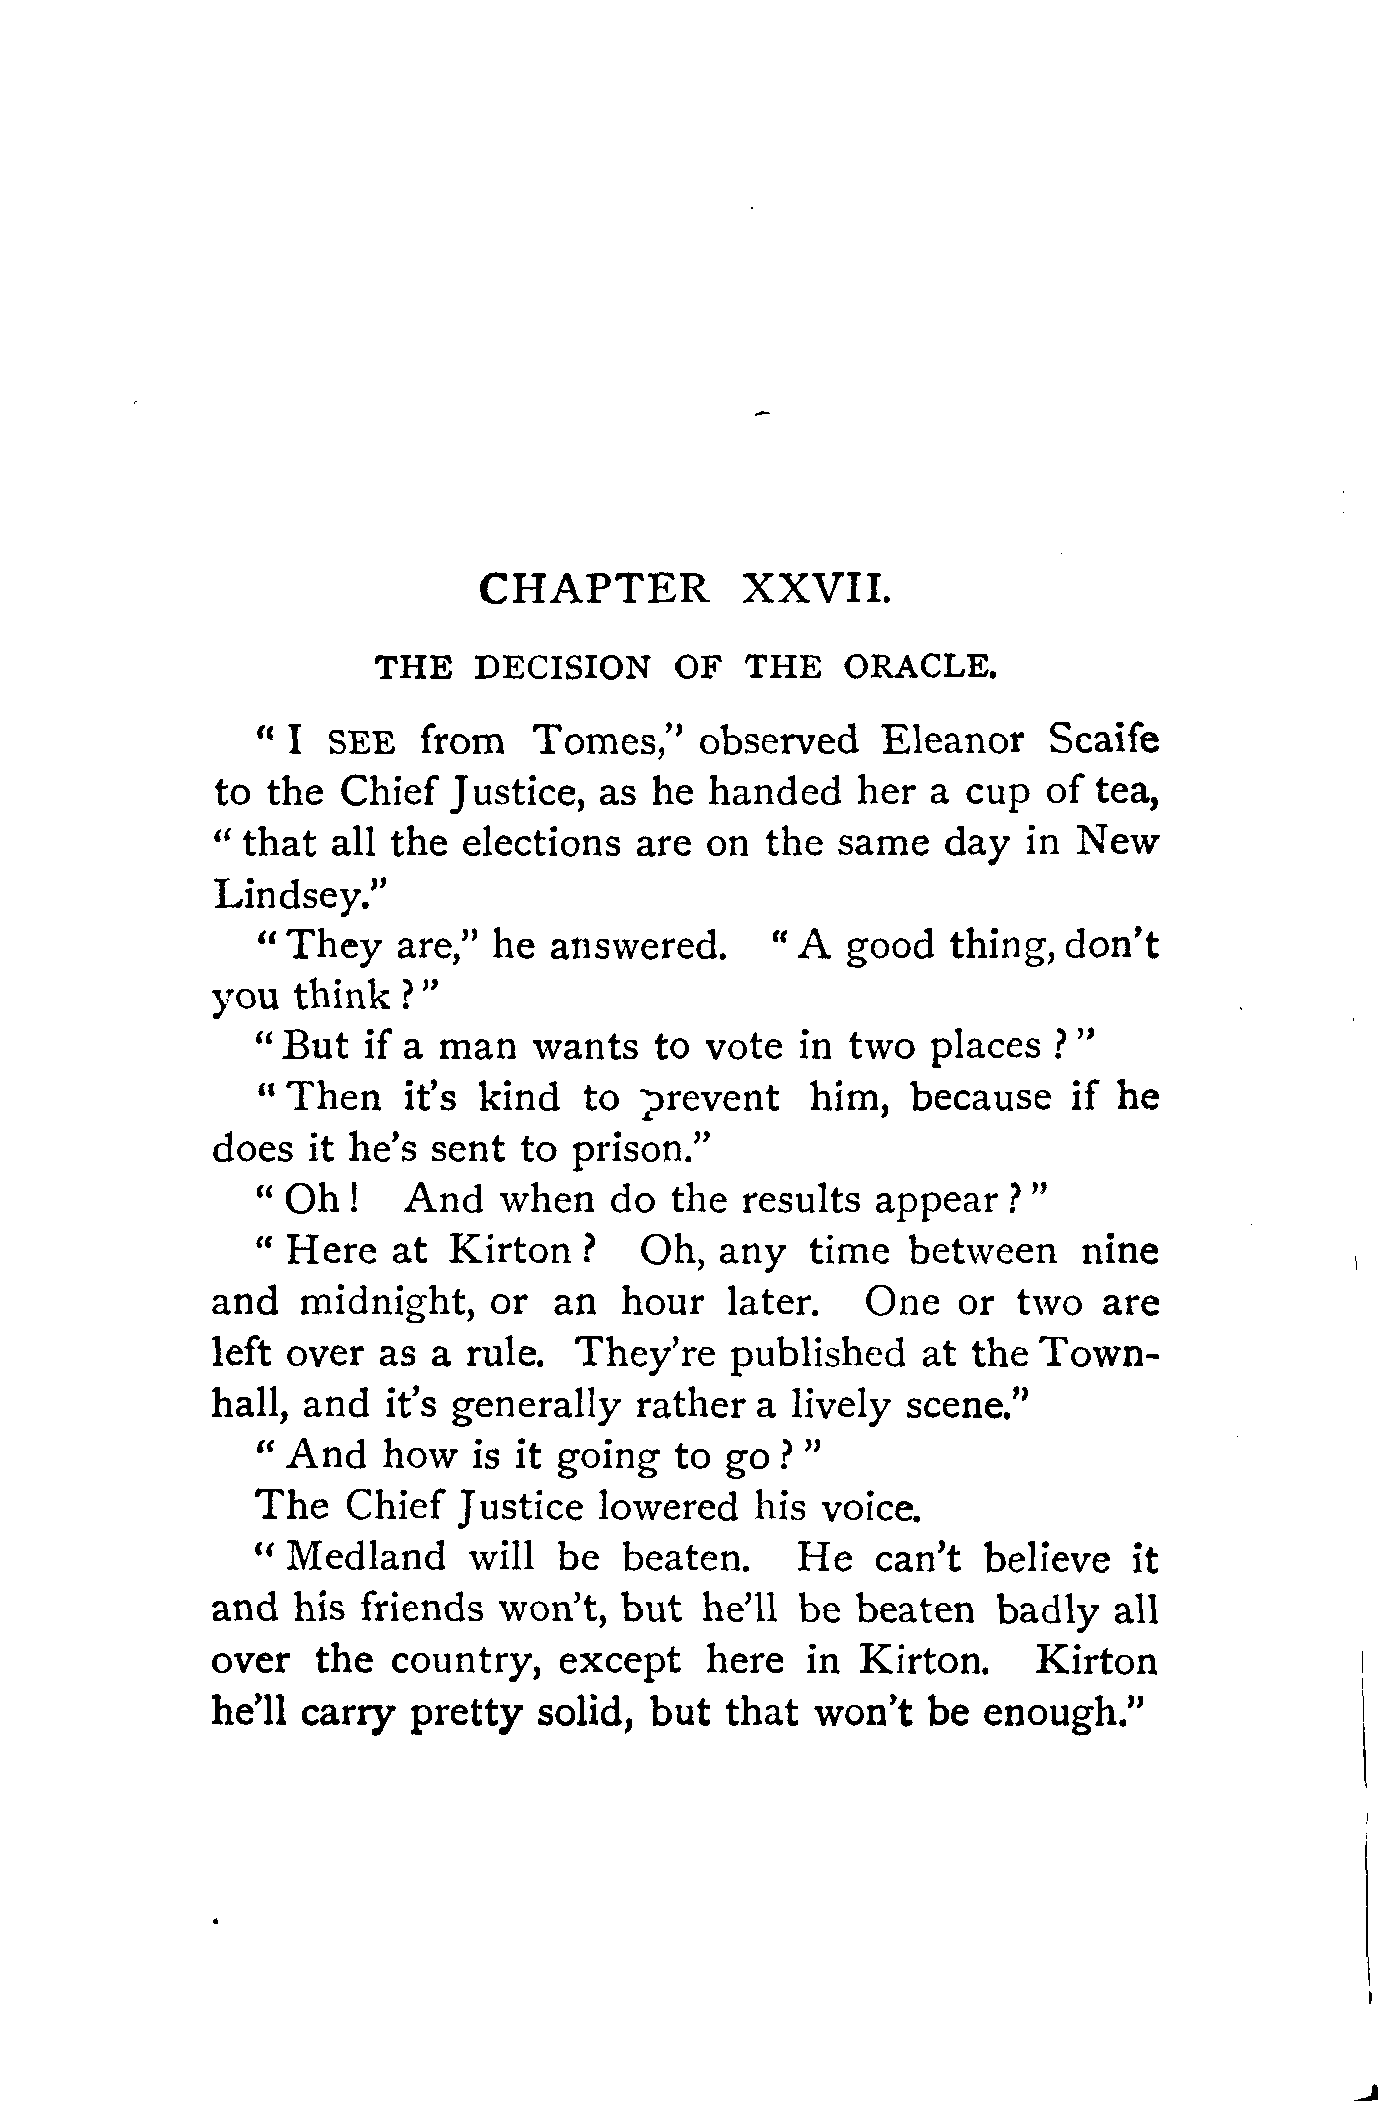 CHAPTER XXVII.
THE DECISION OF THE ORACLE.
" I SEE from Tomes," observed Eleanor Scaife
to the Chief Justice, as he handed her a cup of tea,
" that all the elections are on the same day in New
Lindsey."
" They are," he answered. " A good thing, don't
you think ? "
" But if a man wants to vote in two places ? "
" Then it's kind to prevent him, because if he
does it he's sent to prison."
" Oh ! And when do the results appear ? "
" Here at Kirton ? Oh, any time between nine
and midnight, or an hour later. One or two are
left over as a rule. They're published at the Town-
hall, and it's generally rather a lively scene."
" And how is it going to go ? "
The Chief Justice lowered his voice.
" Medland will be beaten. He can't believe it
and his friends won't, but he'll be beaten badly all
over the country, except here in Kirton. Kirton
he'll carry pretty solid, but that won't be enough."